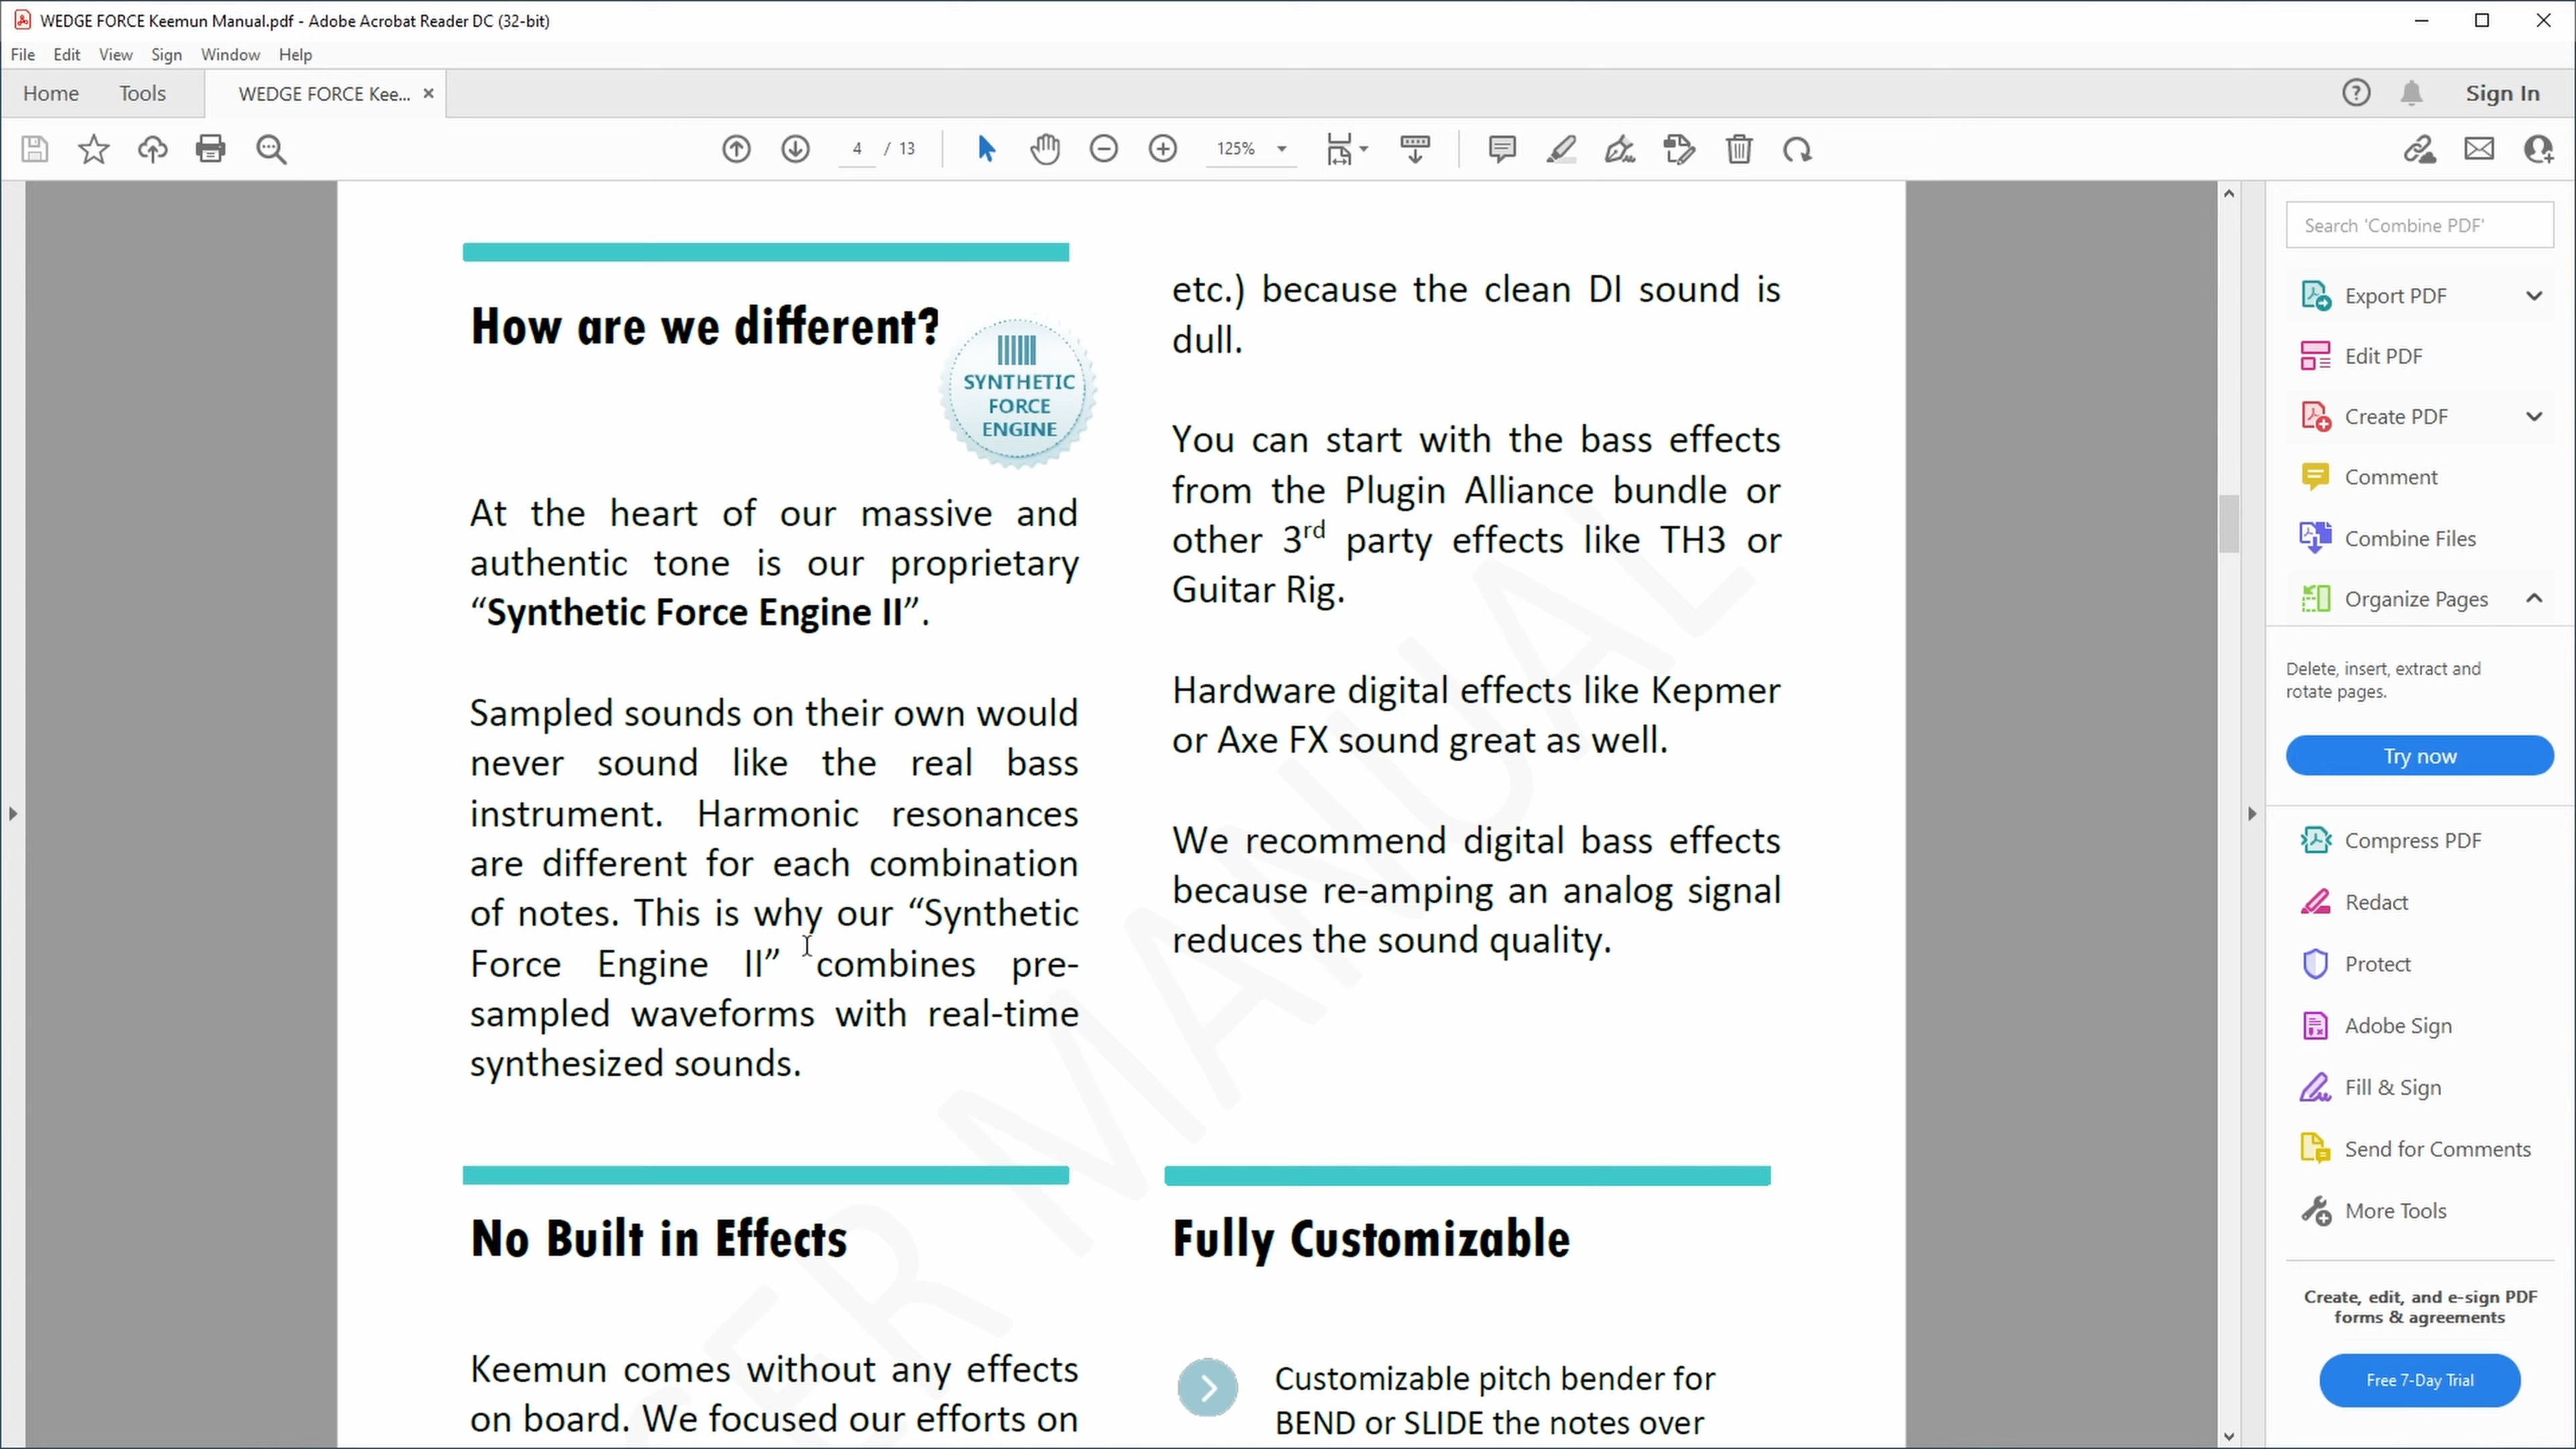 WEDGE FORCE Keemun Manual.pdf - Adobe Acrobat Reader DC (32-bit)
File Edit View Sign Window Help
Home Tools WEDGE FORCE Kee... Sign In
4 / 13 125%
How are we different?
SYNTHETIC
FORCE
ENGINE
At the heart of our massive and
authentic tone is our proprietary
“Synthetic Force Engine II”.
Sampled sounds on their own would
never sound like the real bass
instrument. Harmonic resonances
are different for each combination
of notes. This is why our “Synthetic
Force Engine II” combines pre-
sampled waveforms with real-time
synthesized sounds.
No Built in Effects
Keemun comes without any effects
on board. We focused our efforts on
etc.) because the clean DI sound is
dull.
You can start with the bass effects
from the Plugin Alliance bundle or
other 3rd party effects like TH3 or
Guitar Rig.
Hardware digital effects like Kepmer
or Axe FX sound great as well.
We recommend digital bass effects
because re-amping an analog signal
reduces the sound quality.
Fully Customizable
Customizable pitch bender for
BEND or SLIDE the notes over
ER MANUAL
Search 'Combine PDF'
Export PDF
Edit PDF
Create PDF
Comment
Combine Files
Organize Pages
Delete, insert, extract and
rotate pages.
Try now
Compress PDF
Redact
Protect
Adobe Sign
Fill & Sign
Send for Comments
More Tools
Create, edit, and e-sign PDF
forms & agreements
Free 7-Day Trial